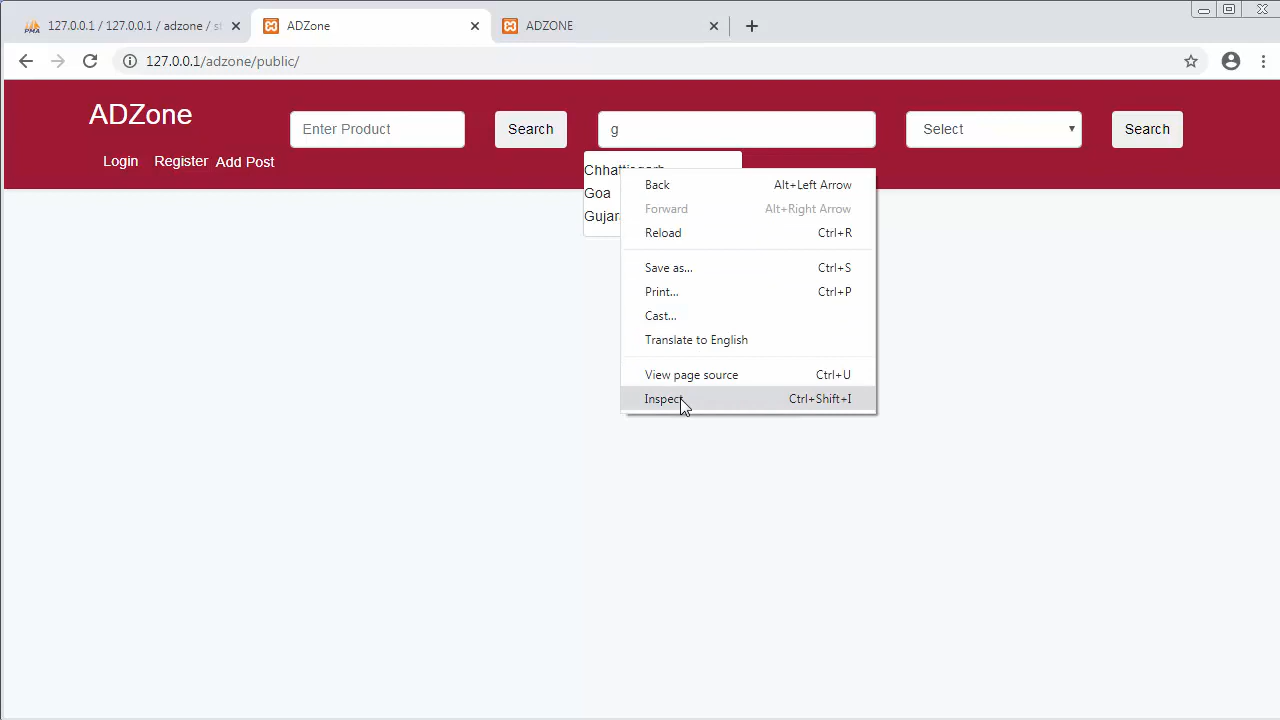 127.0.0.1 / 127.0.0.1 / adzone / st
ADZone
ADZONE
127.0.0.1/adzone/public/
ADZone
Enter Product
Search
g
Select
Search
Login
Register
Add Post
Goa
Back Alt+Left Arrow
Forward Alt+Right Arrow
Reload Ctrl+R
Save as... Ctrl+S
Print... Ctrl+P
Cast...
Translate to English
View page source Ctrl+U
Inspect Ctrl+Shift+I